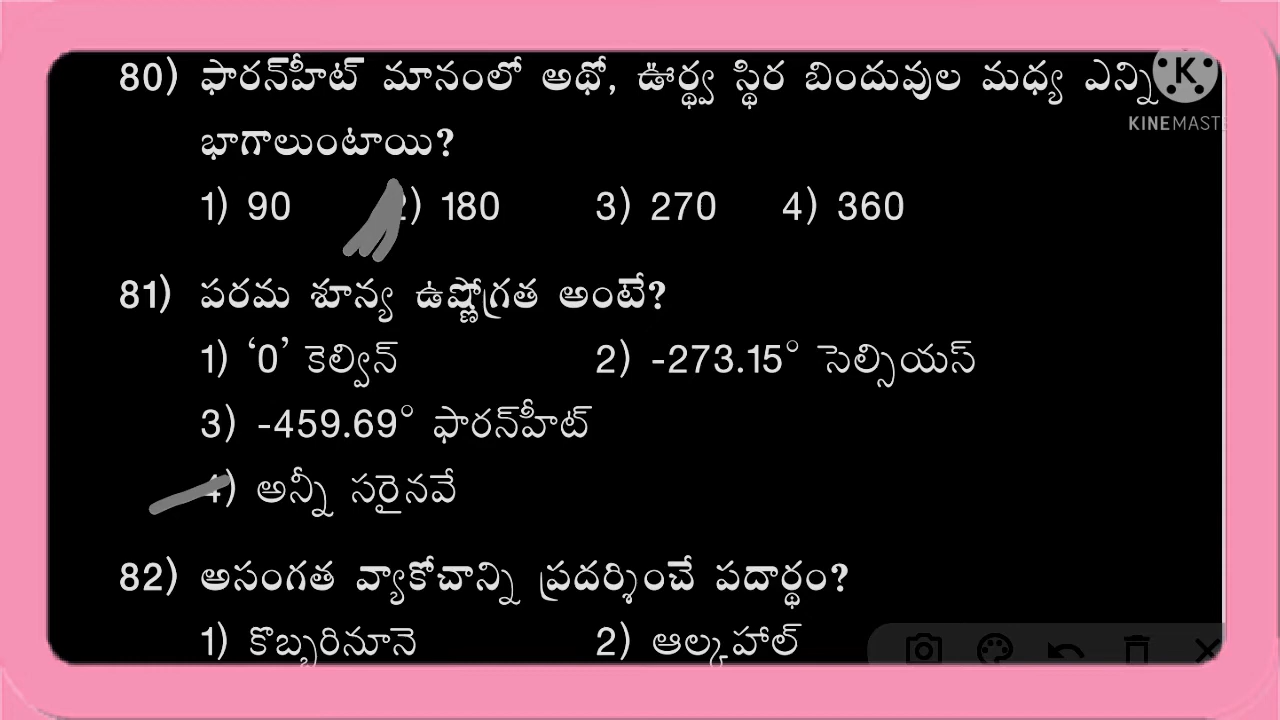 80) ఫారన్‌హీట్ మానంలో అథో, ఊర్థ్వ స్థిర బిందువుల మధ్య ఎన్ని
KINEMASTE
భాగాలుంటాయి?
1) 90 2) 180 3) 270 4) 360
81) పరమ శూన్య ఉష్ణోగ్రత అంటే?
1) ‘0’ కెల్విన్ 2) -273.15° సెల్సియస్
3) -459.69° ఫారన్‌హీట్
4) అన్నీ సరైనవే
82) అసంగత వ్యాకోచాన్ని ప్రదర్శించే పదార్థం?
1) కొబ్బరినూనె 2) ఆల్కహాల్